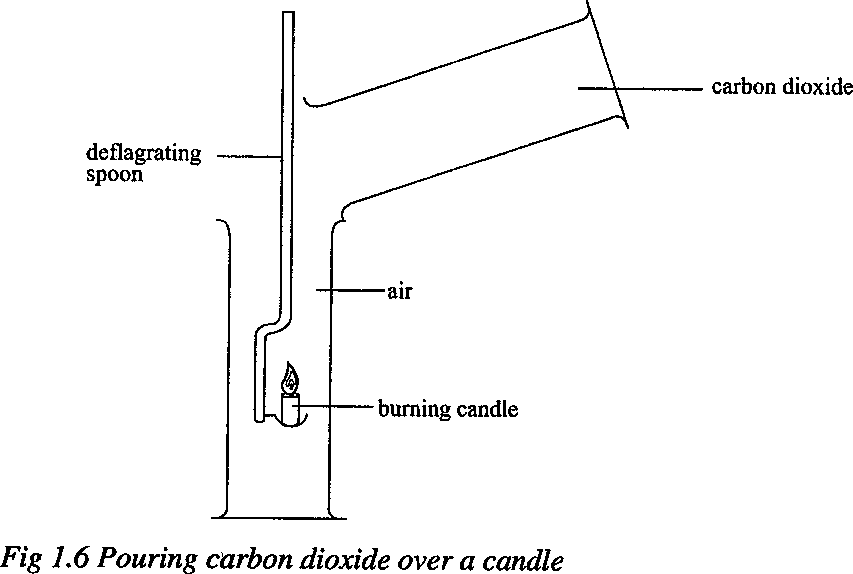 carbon dioxide
deflagrating
spoon
air
burning candle
Fig 1.6 Pouring carbon dioxide over a candle